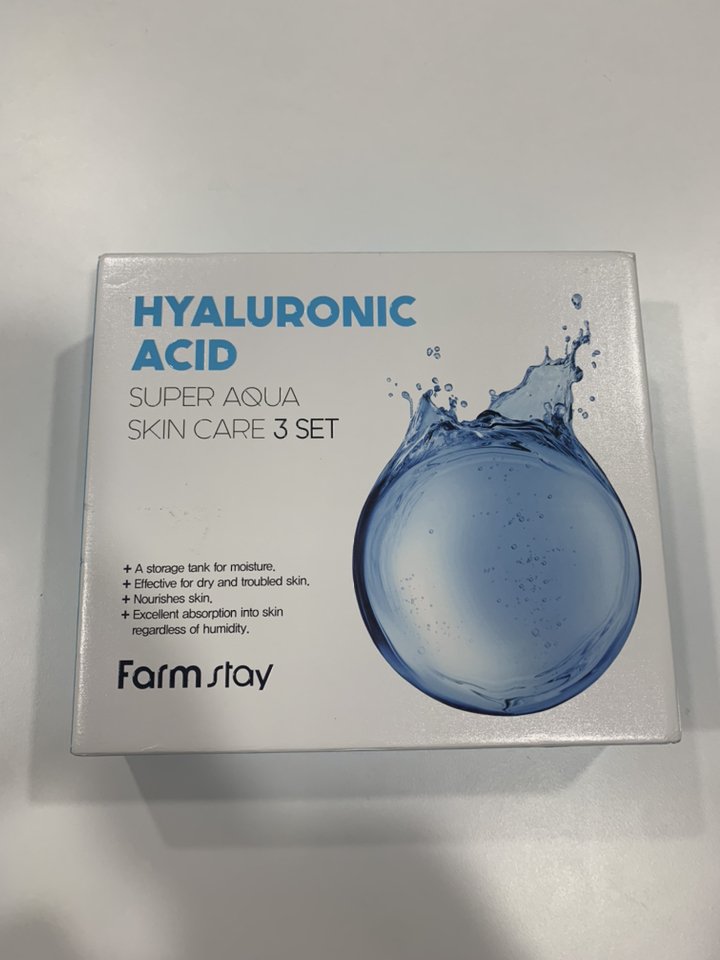 HYALURONIC
ACID
SUPER AQUA
SKIN CARE 3 SET
+ A storage tank for moisture.
+ Effective for dry and troubled skin.
+ Nourishes skin.
+ Excellent absorption into skin
regardless of humidity.
Farm stay